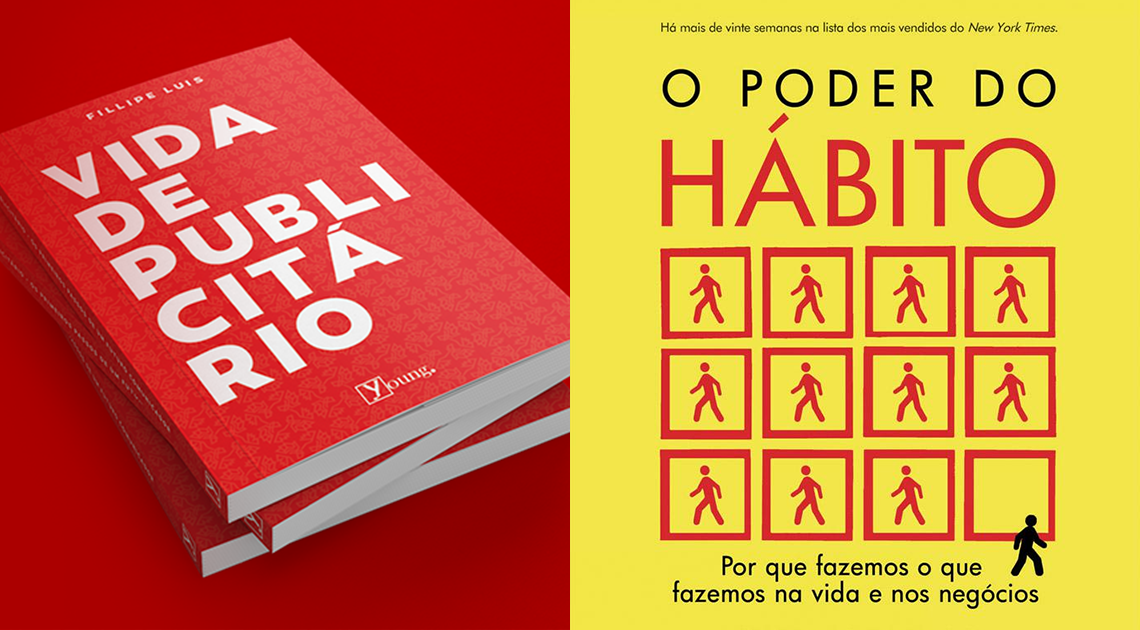 FILLIPE LUIS
VIDA
DE
PUBLI
CITÁ
RIO
young.
Há mais de vinte semanas na lista dos mais vendidos do New York Times.
O PODER DO
HÁBITO
Por que fazemos o que
fazemos na vida e nos negócios